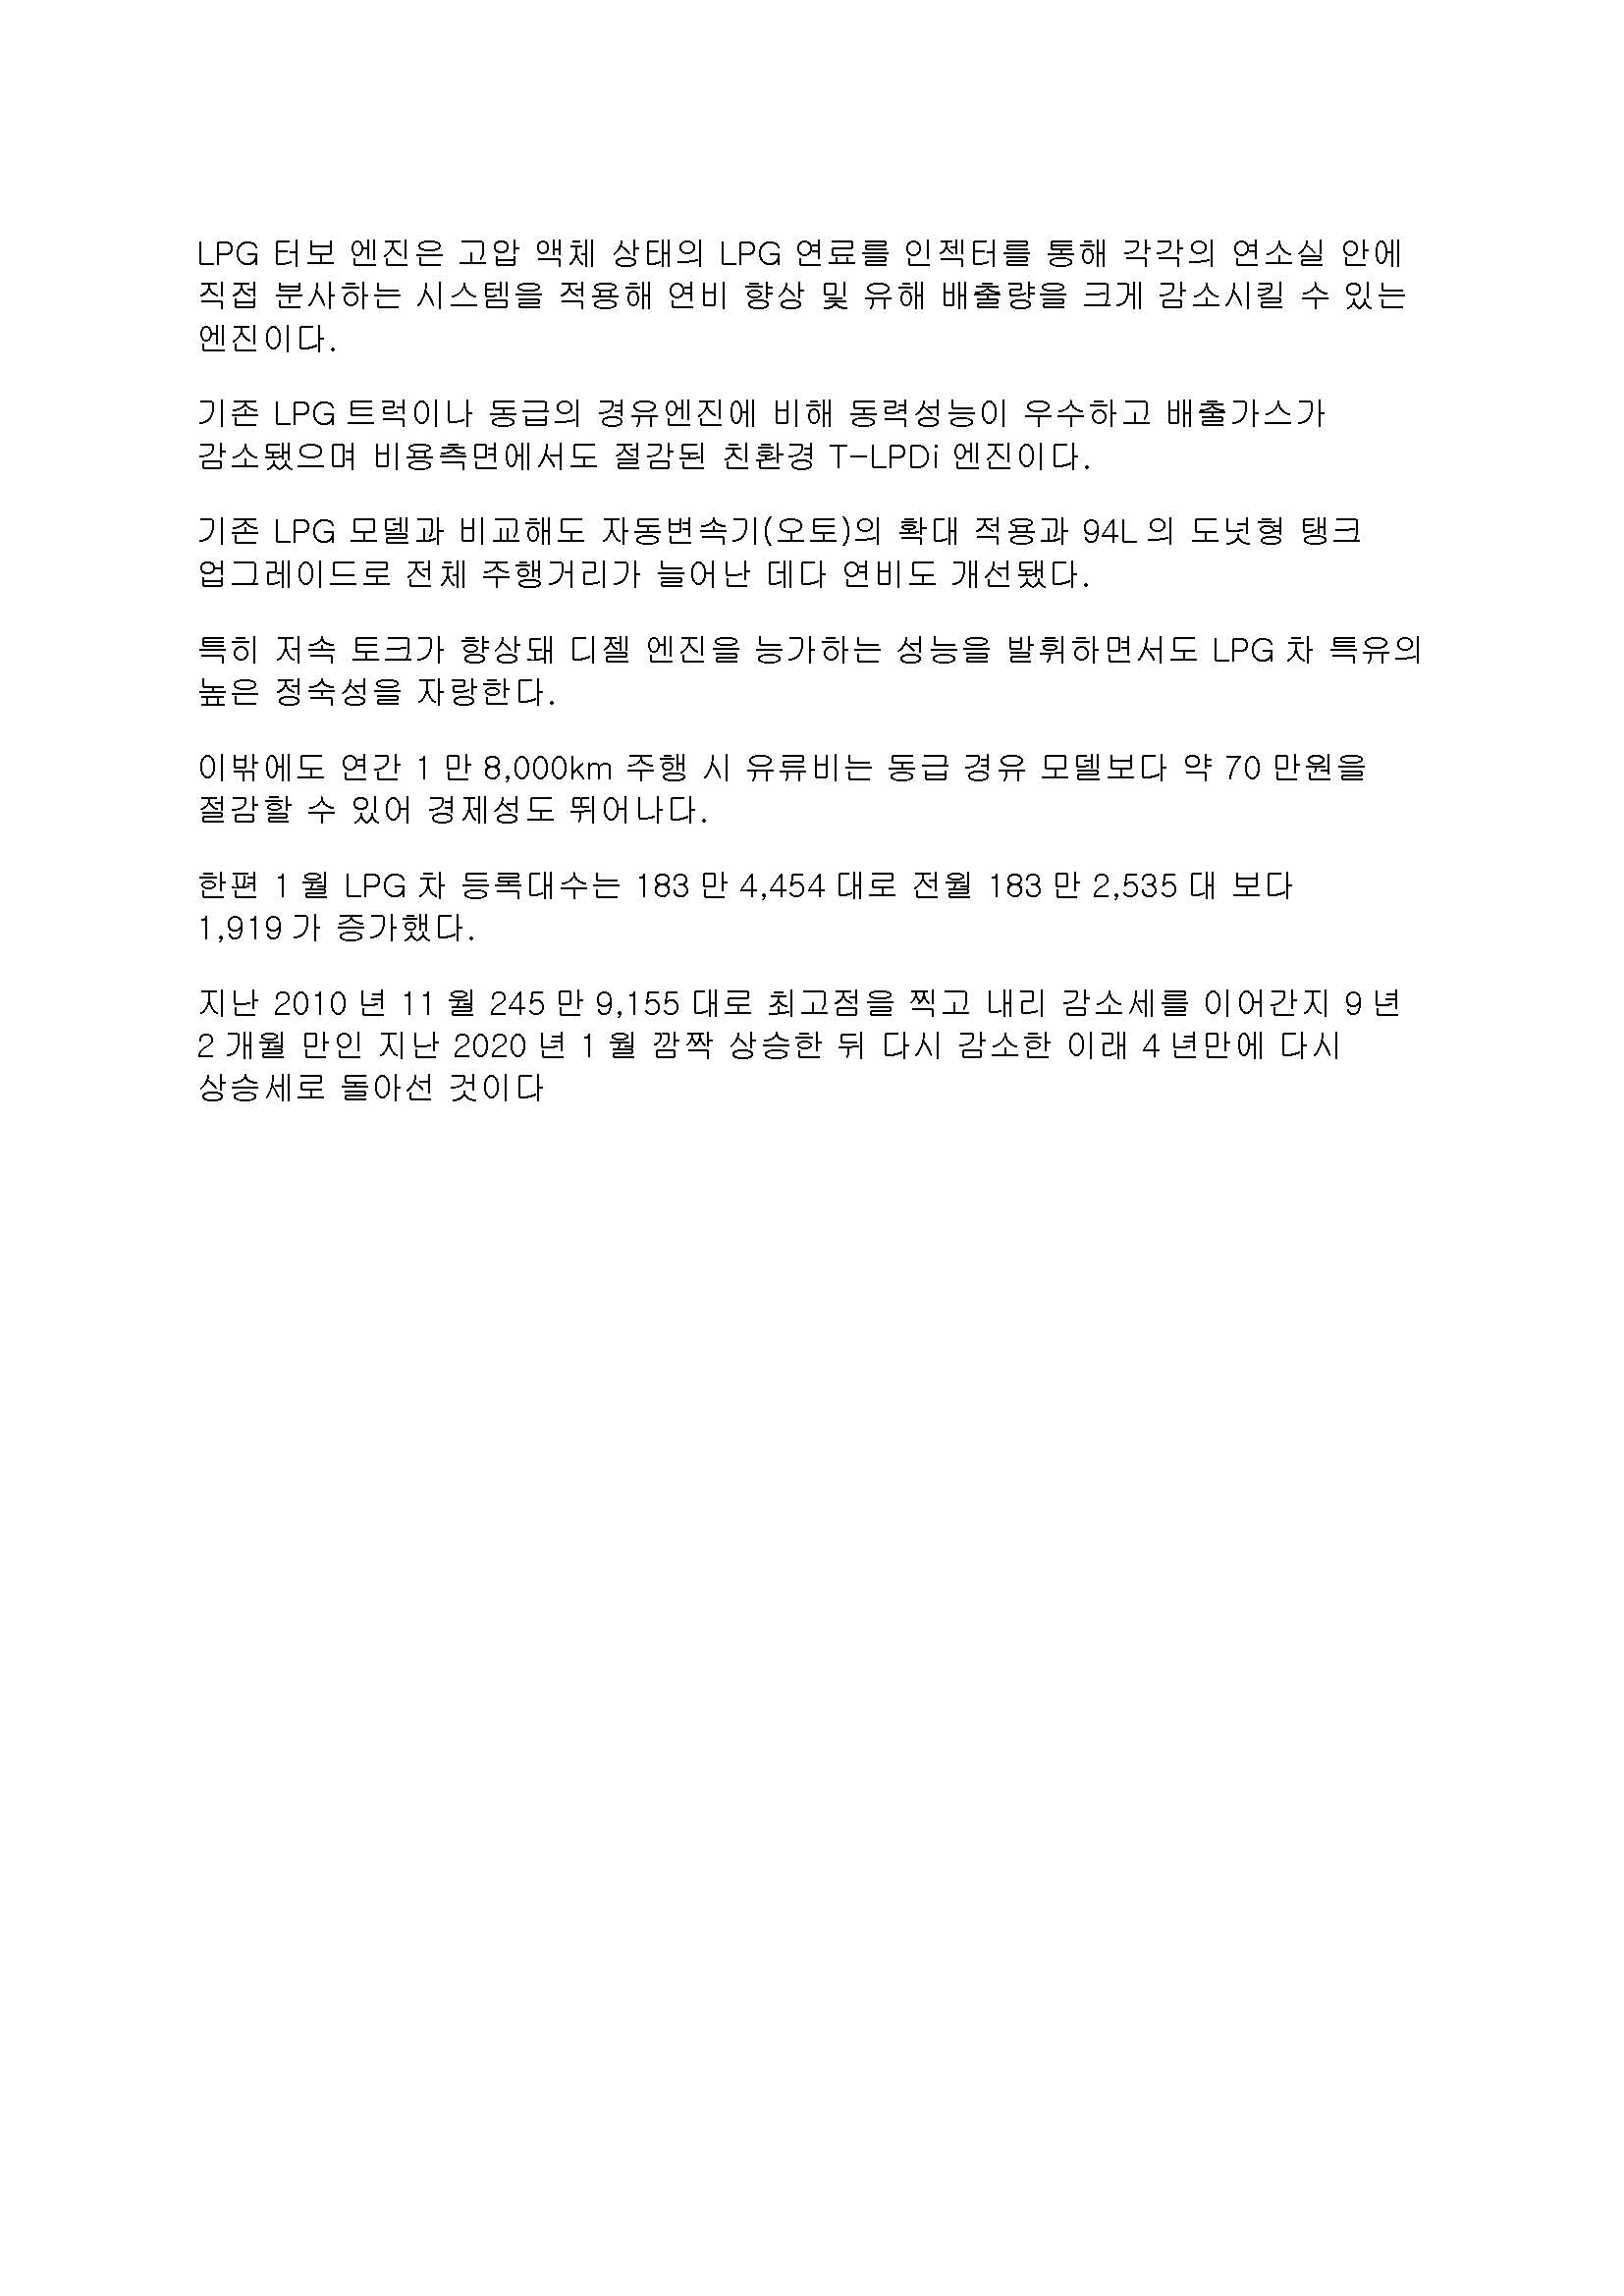 LPG 터보 엔진은 고압 액체 상태의 LPG 연료를 인젝터를 통해 각각의 연소실 안에
직접 분사하는 시스템을 적용해 연비 향상 및 유해 배출량을 크게 감소시킬 수 있는
엔진이다.
기존 LPG 트럭이나 동급의 경유엔진에 비해 동력성능이 우수하고 배출가스가
감소됐으며 비용측면에서도 절감된 친환경 T-LPDi 엔진이다.
기존 LPG 모델과 비교해도 자동변속기(오토)의 확대 적용과 94L 의 도넛형 탱크
업그레이드로 전체 주행거리가 늘어난 데다 연비도 개선됐다.
특히 저속 토크가 향상돼 디젤 엔진을 능가하는 성능을 발휘하면서도 LPG 차 특유의
높은 정숙성을 자랑한다.
이밖에도 연간 1 만 8,000km 주행 시 유류비는 동급 경유 모델보다 약 70 만원을
절감할 수 있어 경제성도 뛰어나다.
한편 1 월 LPG 차 등록대수는 183 만 4,454 대로 전월 183 만 2,535 대 보다
1,919 가 증가했다.
지난 2010 년 11 월 245 만 9,155 대로 최고점을 찍고 내리 감소세를 이어간지 9 년
2 개월 만인 지난 2020 년 1 월 깜짝 상승한 뒤 다시 감소한 이래 4 년만에 다시
상승세로 돌아선 것이다